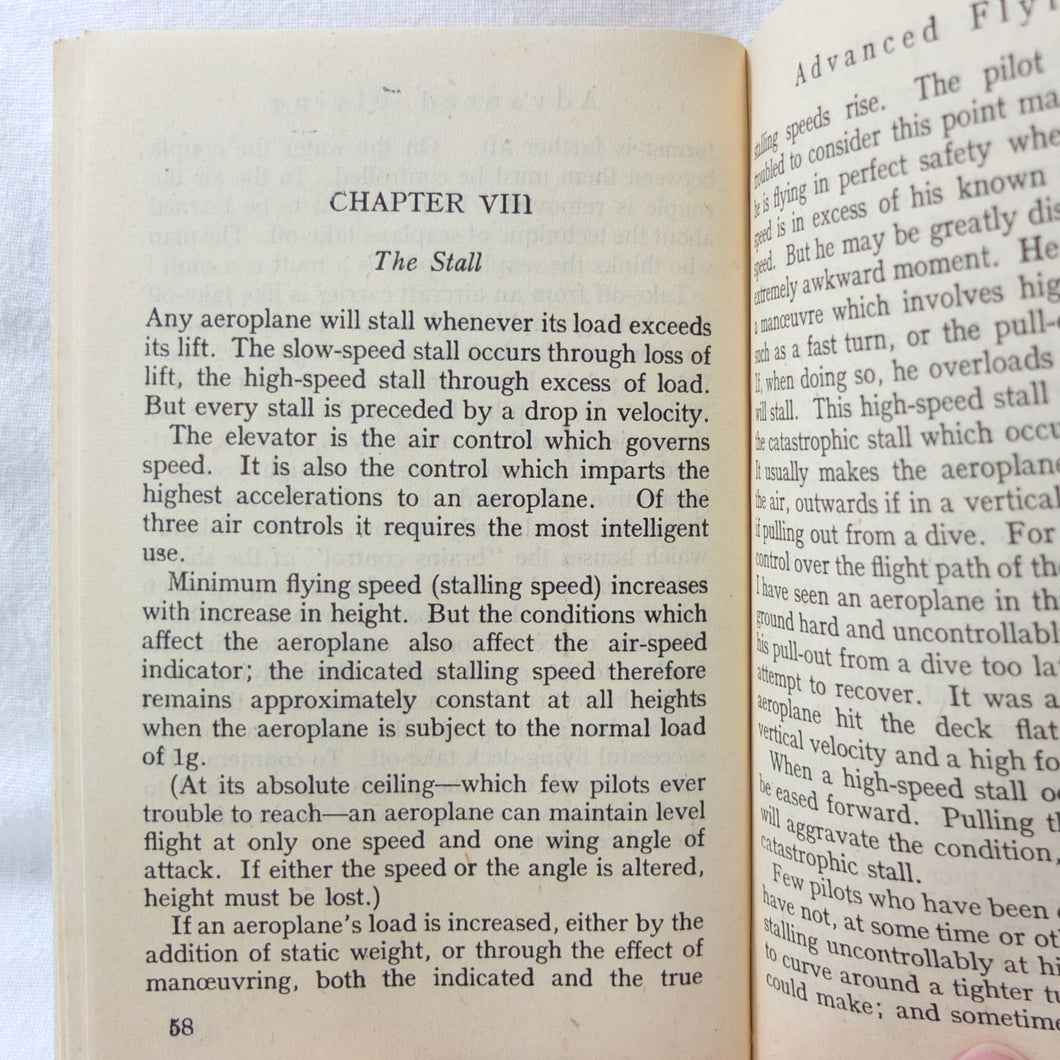 CHAPTER VIII
The Stall
Any aeroplane will stall whenever its load exceeds
its lift. The slow-speed stall occurs through loss of
lift, the high-speed stall through excess of load.
But every stall is preceded by a drop in velocity.
The elevator is the air control which governs
speed. It is also the control which imparts the
highest accelerations to an aeroplane. Of the
three air controls it requires the most intelligent
use.
Minimum flying speed (stalling speed) increases
with increase in height. But the conditions which
affect the aeroplane also affect the air-speed
indicator; the indicated stalling speed therefore
remains approximately constant at all heights
when the aeroplane is subject to the normal load
of 1g.
(At its absolute ceiling—which few pilots ever
trouble to reach—an aeroplane can maintain level
flight at only one speed and one wing angle of
attack. If either the speed or the angle is altered,
height must be lost.)
If an aeroplane's load is increased, either by the
addition of static weight, or through the effect of
manœuvring, both the indicated and the true
58
Advanced Flyi
stalling speeds rise. The pilot
troubled to consider this point ma
he is flying in perfect safety whe
speed is in excess of his known
speed. But he may be greatly dis
extremely awkward moment. He
a manœuvre which involves hig
such as a fast turn, or the pull-o
If, when doing so, he overloads
will stall. This high-speed stall
the catastrophic stall which occu
It usually makes the aeroplane
the air, outwards if in a vertical
if pulling out from a dive. For
control over the flight path of the
I have seen an aeroplane in th
ground hard and uncontrollabl
his pull-out from a dive too la
attempt to recover. It was a
aeroplane hit the deck flat
vertical velocity and a high fo
When a high-speed stall oc
be eased forward. Pulling th
will aggravate the condition,
catastrophic stall.
Few pilots who have been
have not, at some time or oth
stalling uncontrollably at hi
to curve around a tighter tu
could make; and sometime